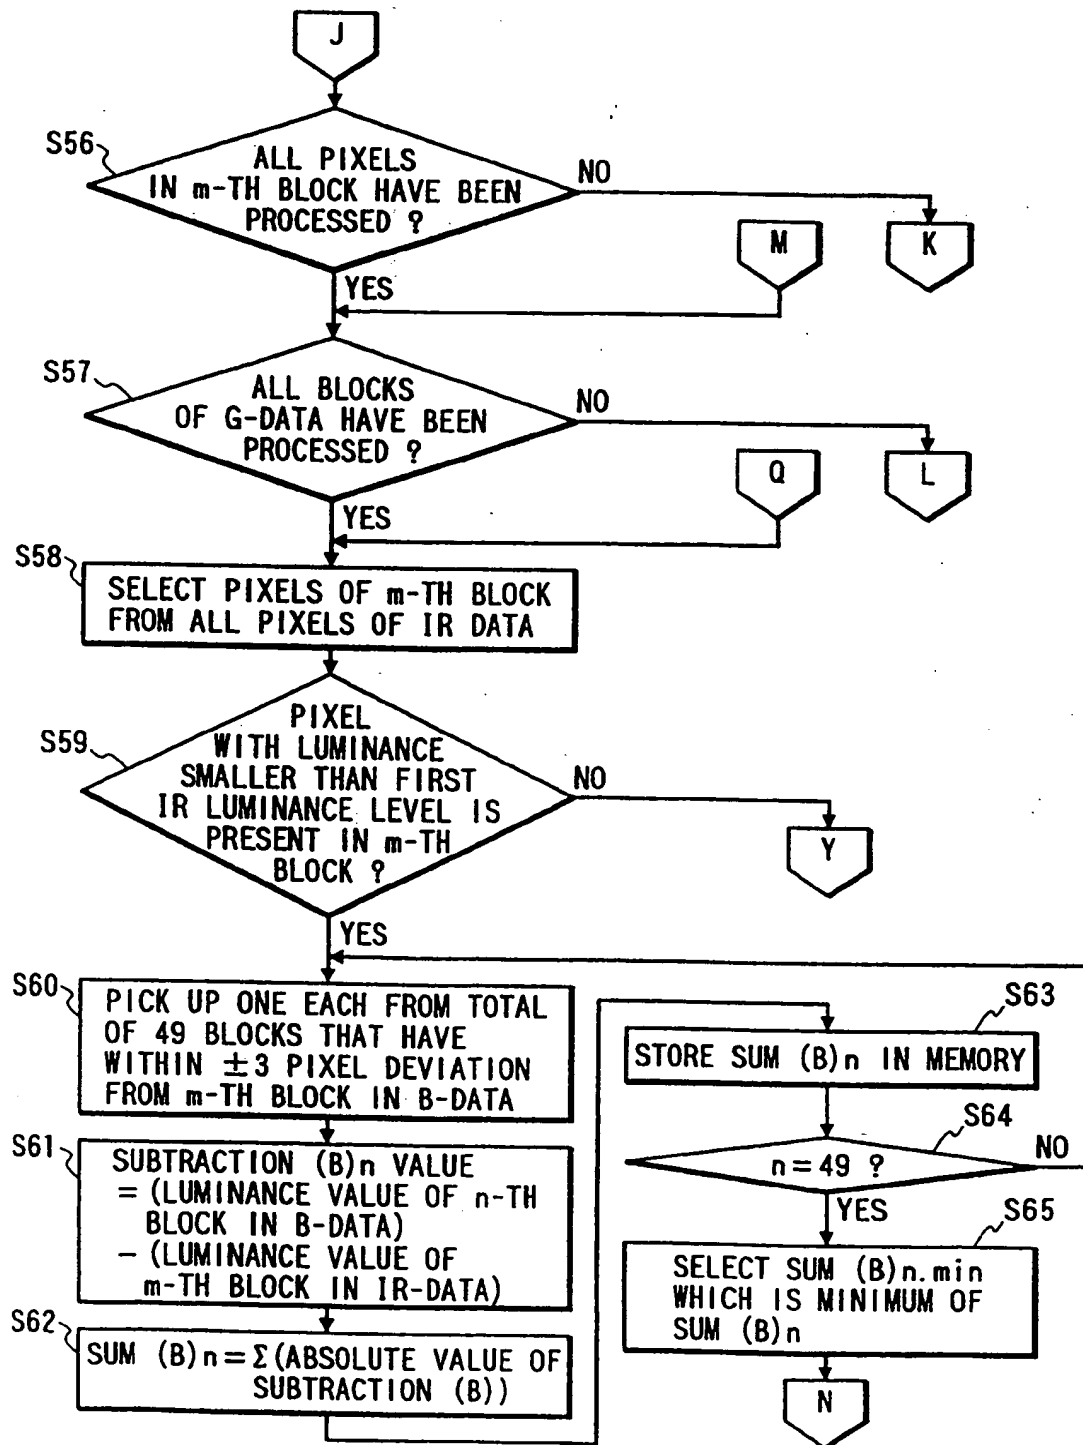 J
S56
ALL PIXELS
IN m-TH BLOCK HAVE BEEN
PROCESSED ?
NO
M
K
YES
S57
ALL BLOCKS
OF G-DATA HAVE BEEN
PROCESSED ?
NO
Q
L
YES
S58
SELECT PIXELS OF m-TH BLOCK
FROM ALL PIXELS OF IR DATA
S59
PIXEL
WITH LUMINANCE
SMALLER THAN FIRST
IR LUMINANCE LEVEL IS
PRESENT IN m-TH
BLOCK ?
NO
Y
YES
S60
PICK UP ONE EACH FROM TOTAL
OF 49 BLOCKS THAT HAVE
WITHIN ±3 PIXEL DEVIATION
FROM m-TH BLOCK IN B-DATA
S61
SUBTRACTION (B)n VALUE
= (LUMINANCE VALUE OF n-TH
BLOCK IN B-DATA)
- (LUMINANCE VALUE OF
m-TH BLOCK IN IR-DATA)
S62
SUM (B)n = Σ(ABSOLUTE VALUE OF
SUBTRACTION (B))
S63
STORE SUM (B)n IN MEMORY
S64
n = 49 ?
NO
YES
S65
SELECT SUM (B)n.min
WHICH IS MINIMUM OF
SUM (B)n
N